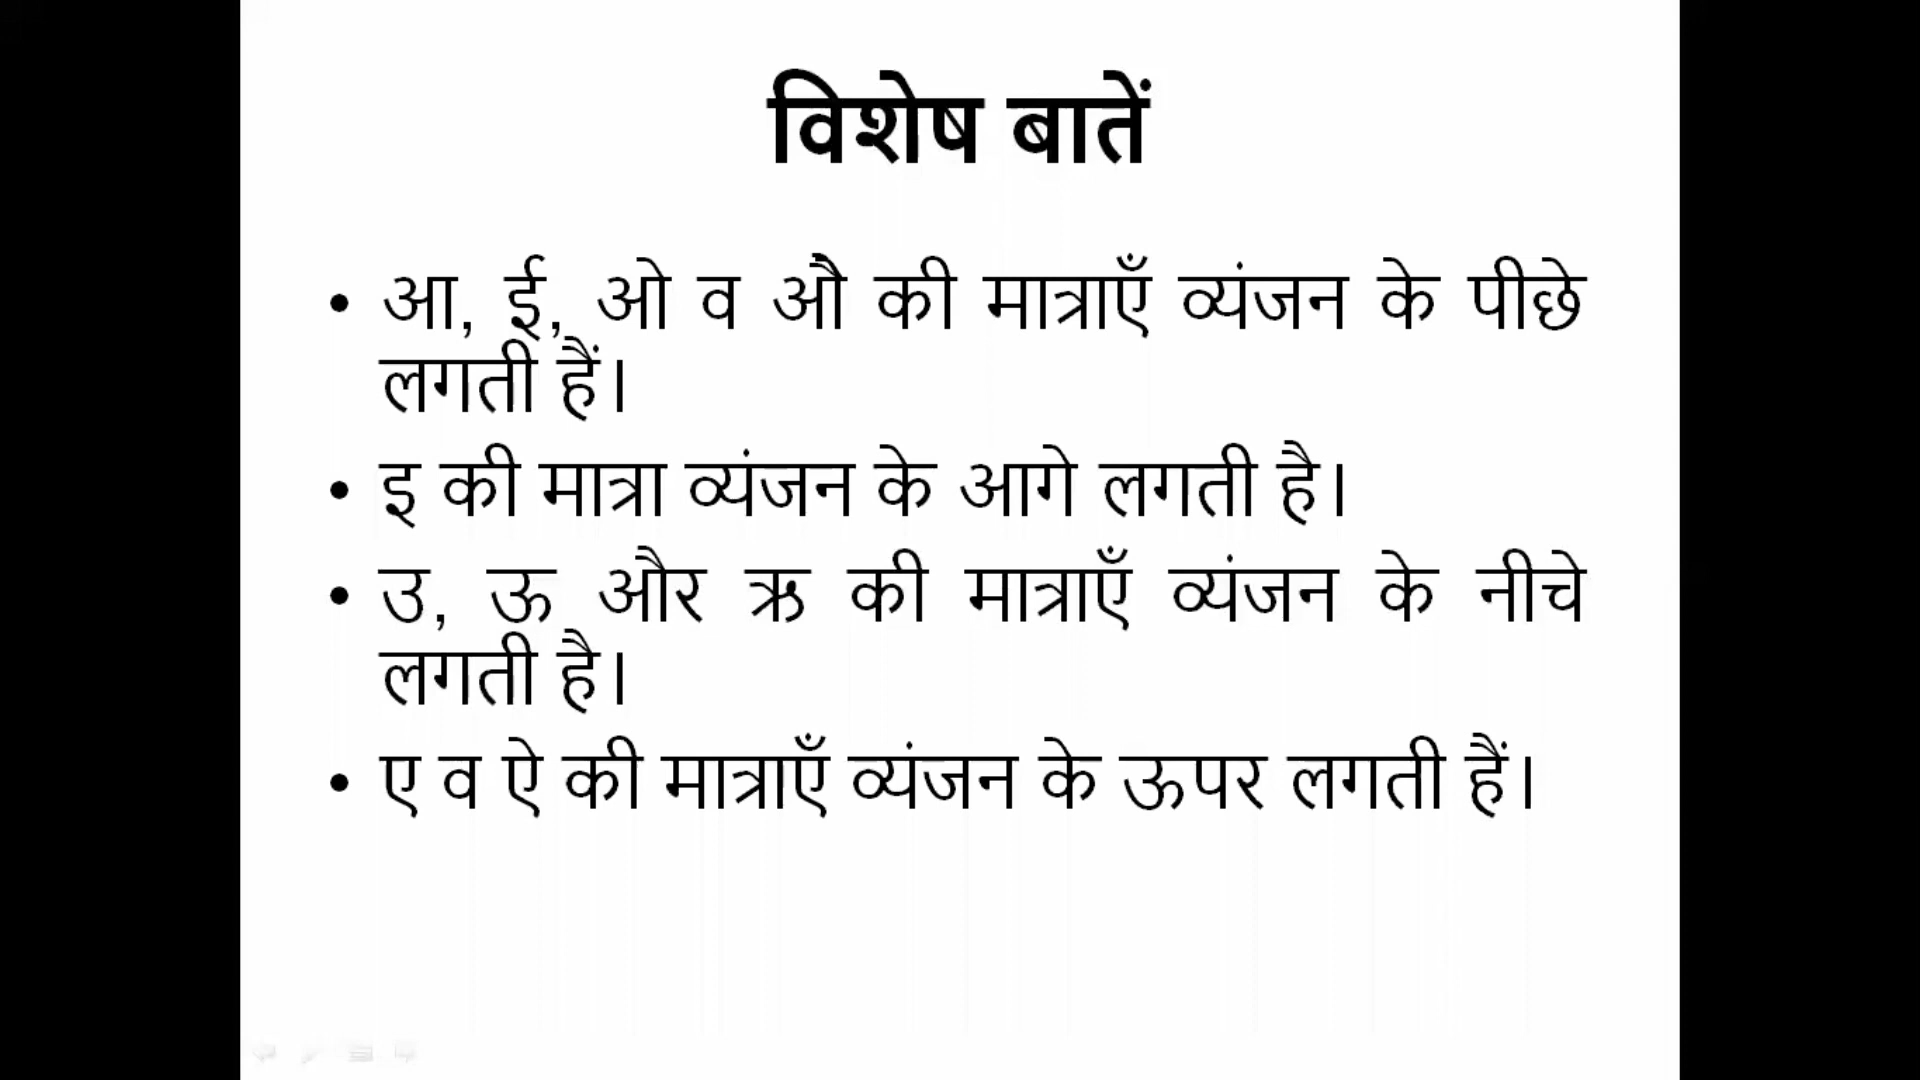 विशेष बातें
• आ, ई, ओ व औ की मात्राएँ व्यंजन के पीछे
लगती हैं।
• इ की मात्रा व्यंजन के आगे लगती है।
• उ, ऊ और ऋ की मात्राएँ व्यंजन के नीचे
लगती है।
• ए व ऐ की मात्राएँ व्यंजन के ऊपर लगती हैं।